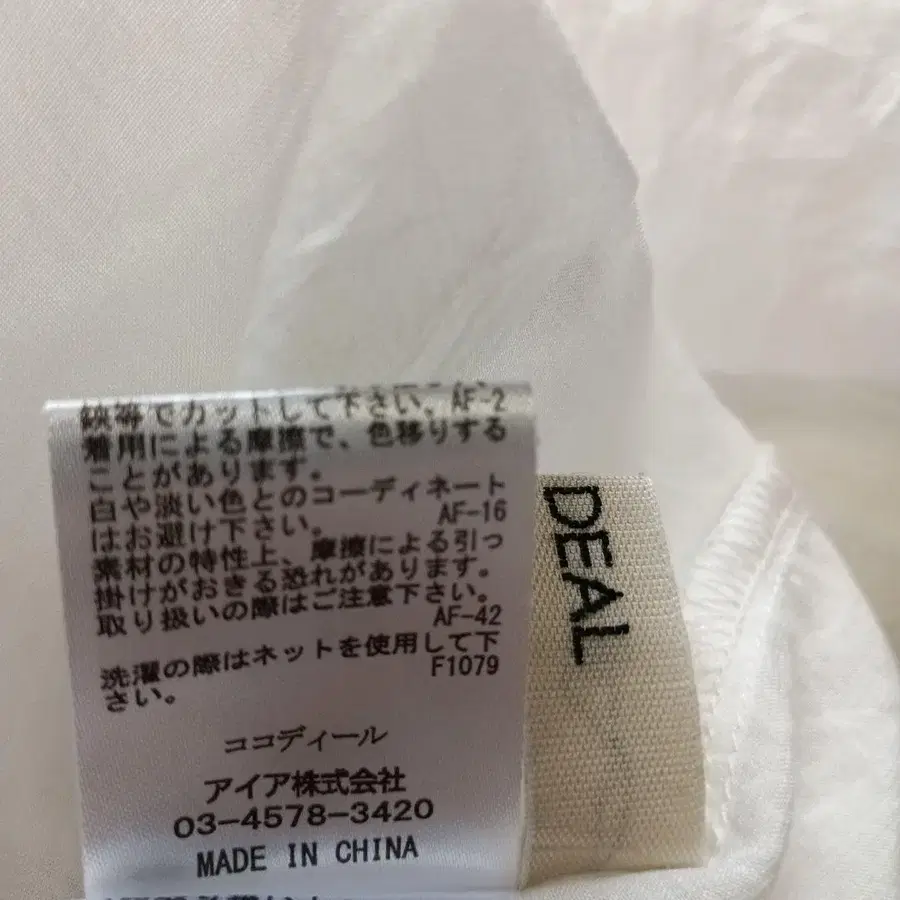 鋏等でカットして下さい。AF-2
着用による摩擦で、色移りする
ことがあります。
白や淡い色とのコーディネート
はお避け下さい。 AF-16
素材の特性上、摩擦による引っ
掛けがおきる恐れがあります。
取り扱いの際はご注意下さい。
AF-42
洗濯の際はネットを使用して下
さい。 F1079
ココディール
アイア株式会社
03-4578-3420
MADE IN CHINA
DEAL